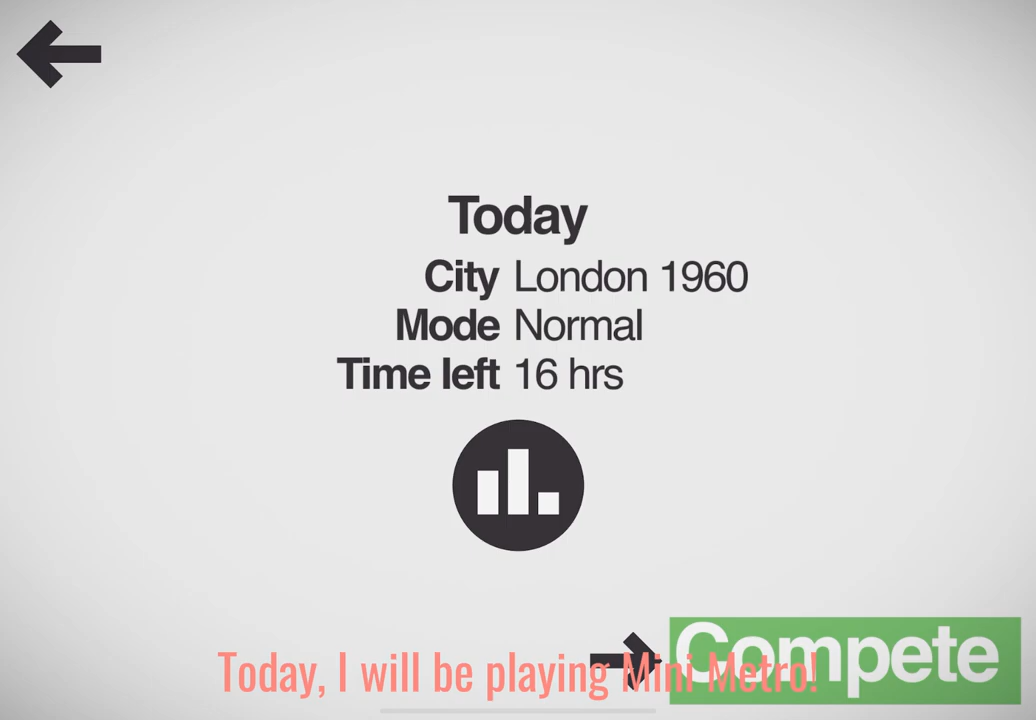 Today
City London 1960
Mode Normal
Time left 16 hrs
Compete
Today, I will be playing Mini Metro!